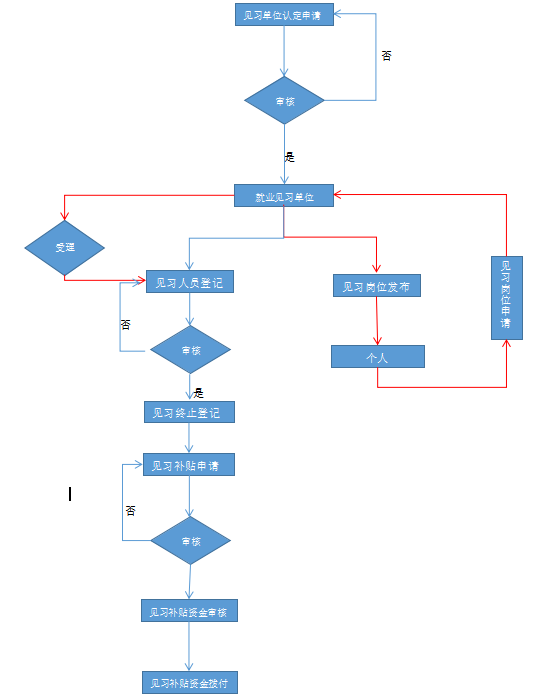 见习单位认定申请
否
审核
是
就业见习单位
受理
见习人员登记
见习岗位发布
见习岗位申请
否
审核
个人
是
见习终止登记
见习补贴申请
否
审核
见习补贴资金审核
见习补贴资金拨付